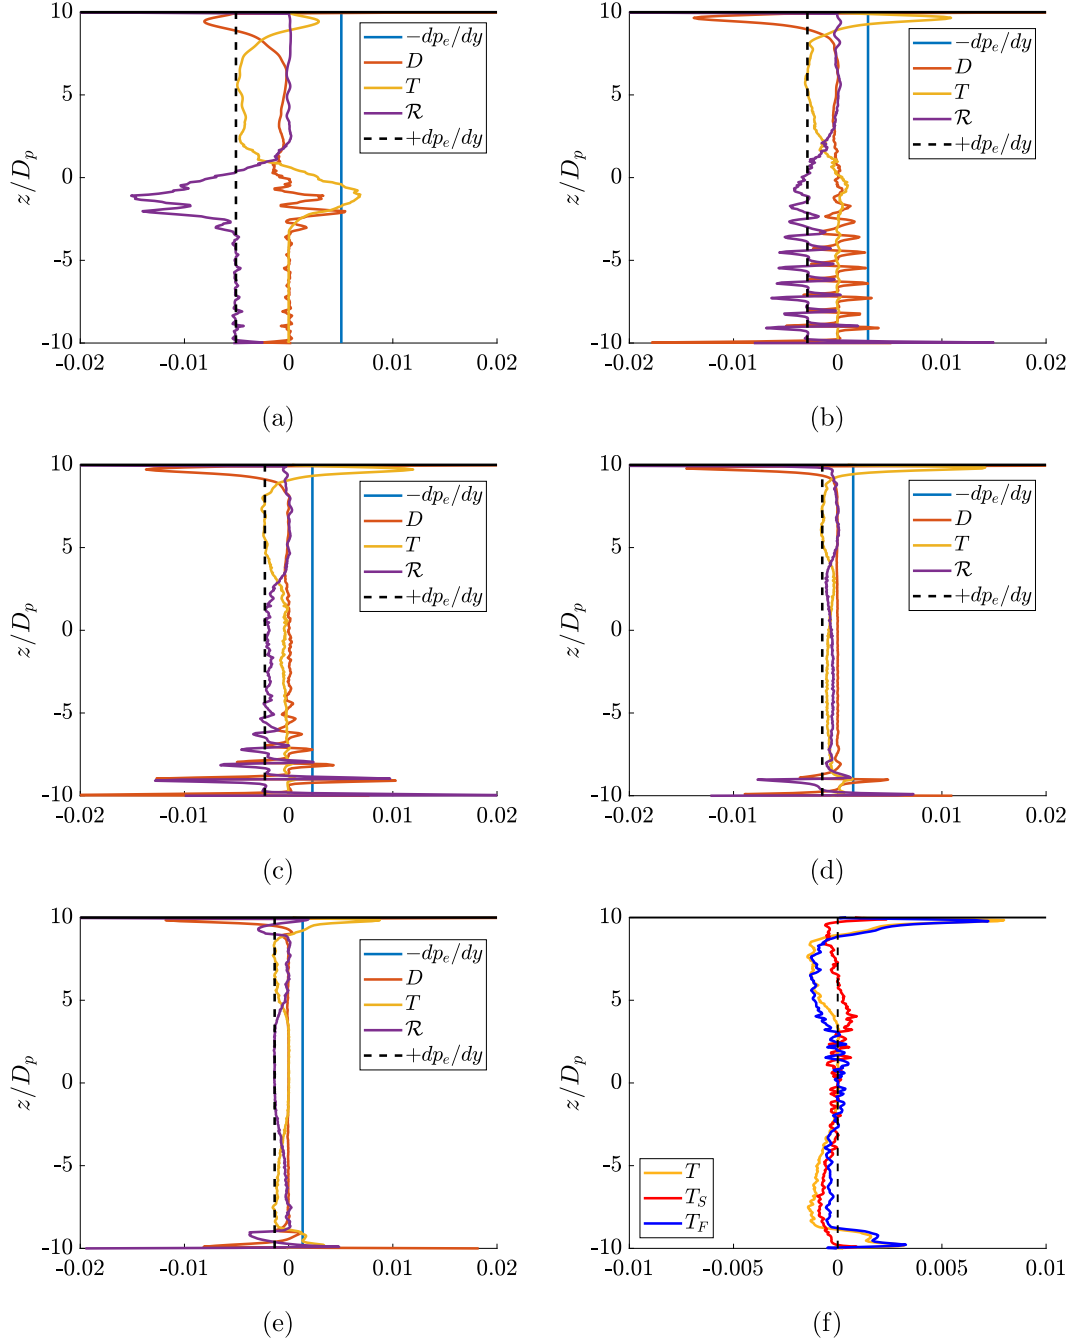 10
5
0
-5
-10
z/D_p
-0.02 -0.01 0 0.01 0.02
−dp_e/dy
D
T
ℛ
+dp_e/dy
(a)
10
5
0
-5
-10
z/D_p
-0.02 -0.01 0 0.01 0.02
−dp_e/dy
D
T
ℛ
+dp_e/dy
(b)
10
5
0
-5
-10
z/D_p
-0.02 -0.01 0 0.01 0.02
−dp_e/dy
D
T
ℛ
+dp_e/dy
(c)
10
5
0
-5
-10
z/D_p
-0.02 -0.01 0 0.01 0.02
−dp_e/dy
D
T
ℛ
+dp_e/dy
(d)
10
5
0
-5
-10
z/D_p
-0.02 -0.01 0 0.01 0.02
−dp_e/dy
D
T
ℛ
+dp_e/dy
(e)
10
5
0
-5
-10
z/D_p
-0.01 -0.005 0 0.005 0.01
T
T_S
T_F
(f)